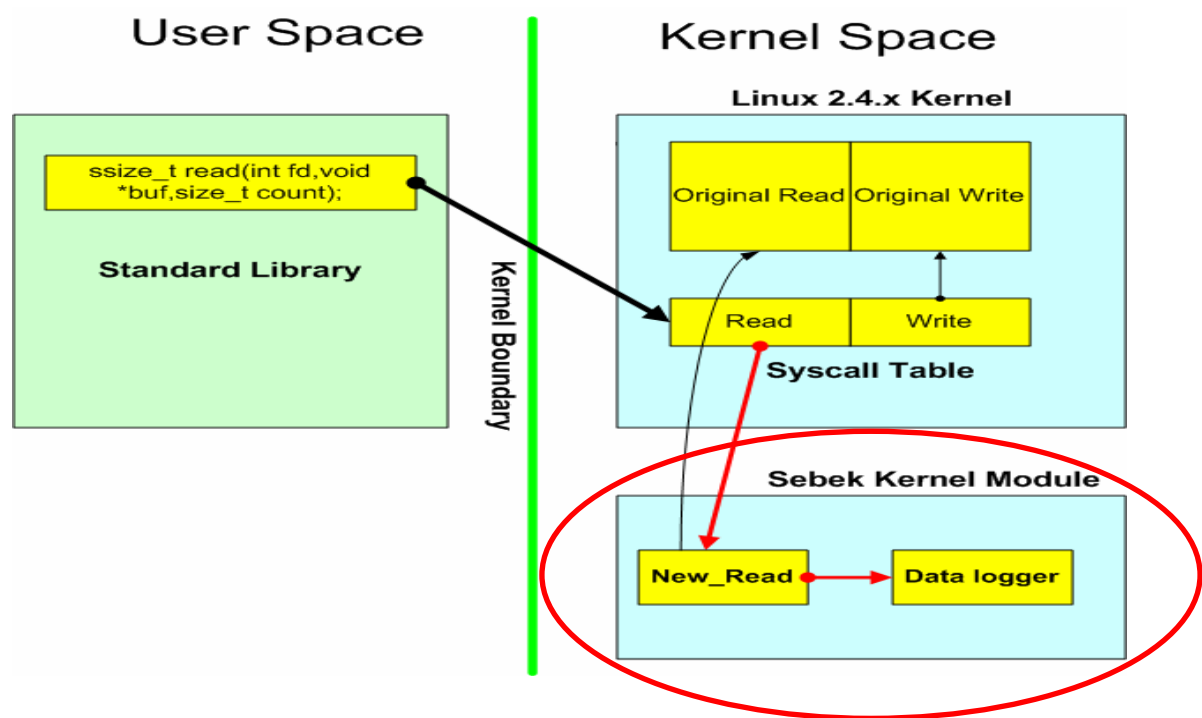 User Space
Kernel Space
Linux 2.4.x Kernel
ssize_t read(int fd,void
*buf,size_t count);
Standard Library
Kernel Boundary
Original Read
Original Write
Read
Write
Syscall Table
Sebek Kernel Module
New_Read
Data logger